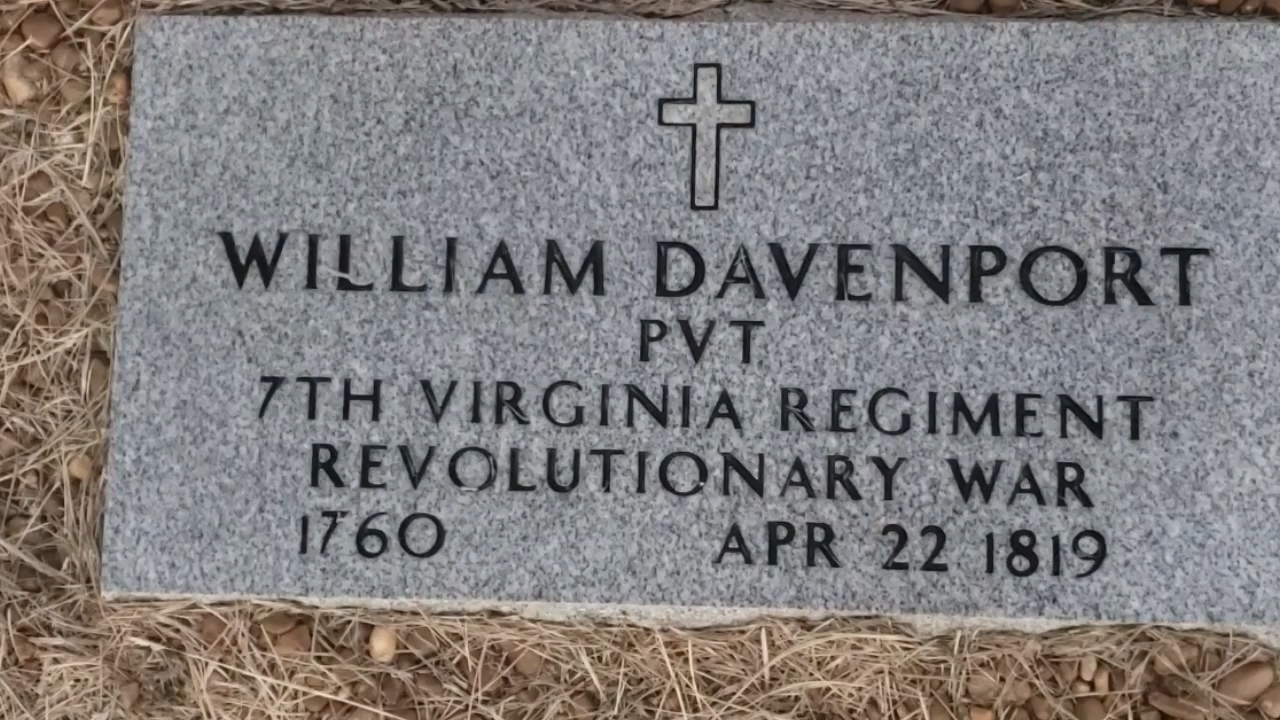 WILLIAM DAVENPORT
PVT
7TH VIRGINIA REGIMENT
REVOLUTIONARY WAR
1760 APR 22 1819